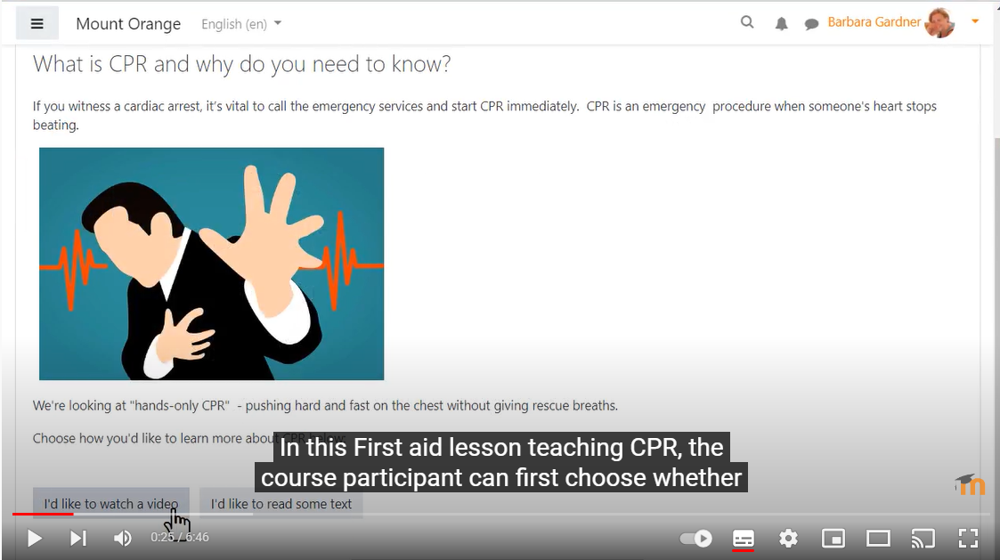 Mount Orange English (en) Barbara Gardner
What is CPR and why do you need to know?
If you witness a cardiac arrest, it's vital to call the emergency services and start CPR immediately.  CPR is an emergency  procedure when someone's heart stops
beating.
We're looking at "hands-only CPR"  - pushing hard and fast on the chest without giving rescue breaths.
Choose how you'd like to learn more about CPR below:
In this First aid lesson teaching CPR, the
course participant can first choose whether
I'd like to watch a video I'd like to read some text
0:25 / 6:46